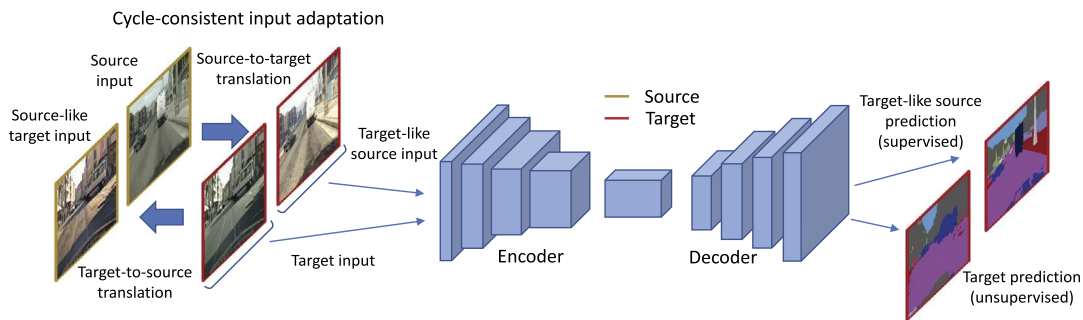 Cycle-consistent input adaptation
Source
input
Source-to-target
translation
Source-like
target input
Target-like
source input
Target-to-source
translation
Target input
Encoder
Source
Target
Decoder
Target-like source
prediction
(supervised)
Target prediction
(unsupervised)